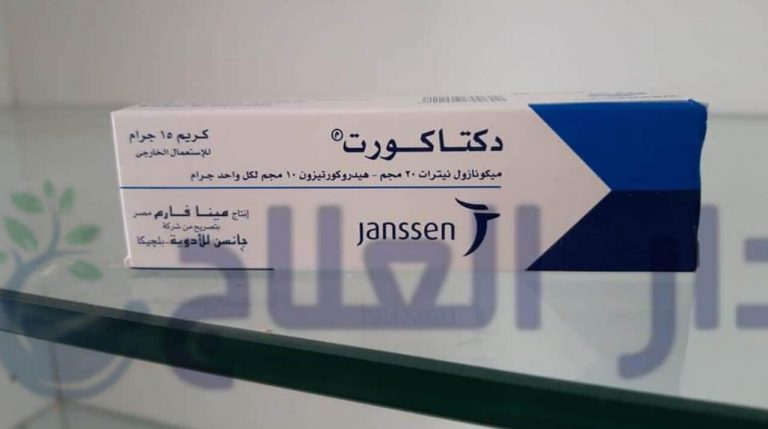 دكتاكورت®
كريم ١٥ جرام
للإستعمال الخارجى
ميكونازول نيترات ٢٠ مجم - هيدروكورتيزون ١٠ مجم لكل واحد جرام
إنتاج مينا فارم مصر
بتصريح من شركة
چانسن للأدوية - بلچيكا
janssen
دار العلاج